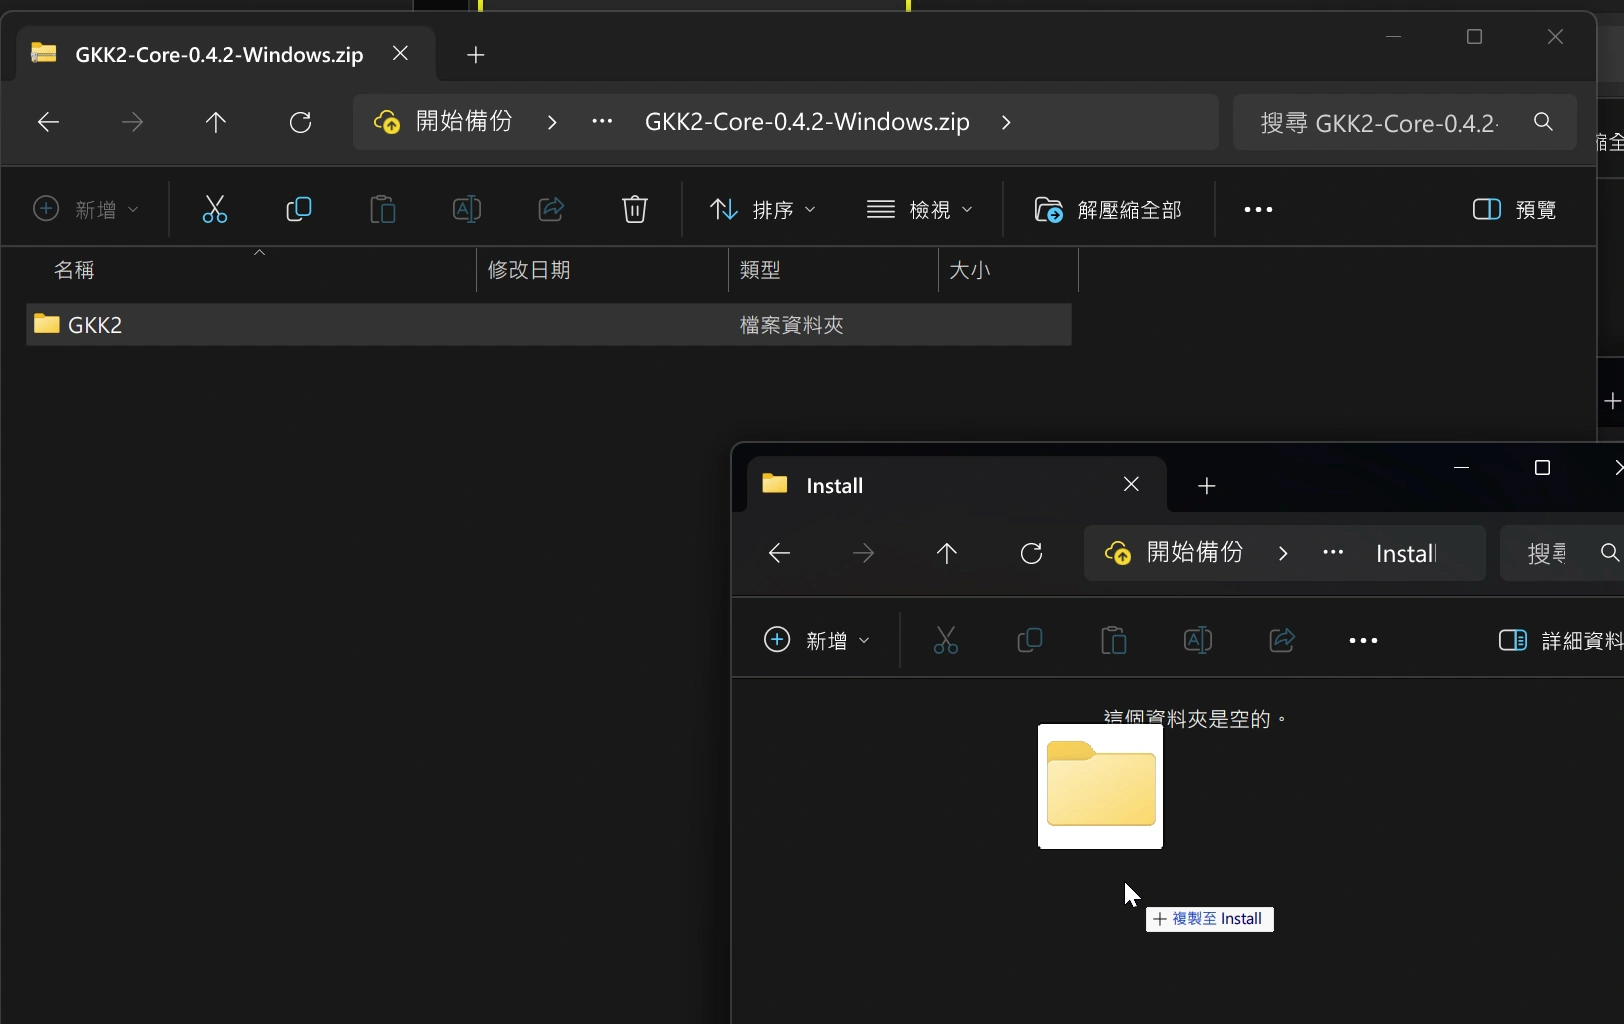 GKK2-Core-0.4.2-Windows.zip
開始備份 > ··· GKK2-Core-0.4.2-Windows.zip >
搜尋 GKK2-Core-0.4.2-
縮全
新增
排序
檢視
解壓縮全部
預覽
名稱
修改日期
類型
大小
GKK2
檔案資料夾
Install
開始備份 > ··· Install
搜尋
新增
詳細資料
這個資料夾是空的。
+ 複製至 Install